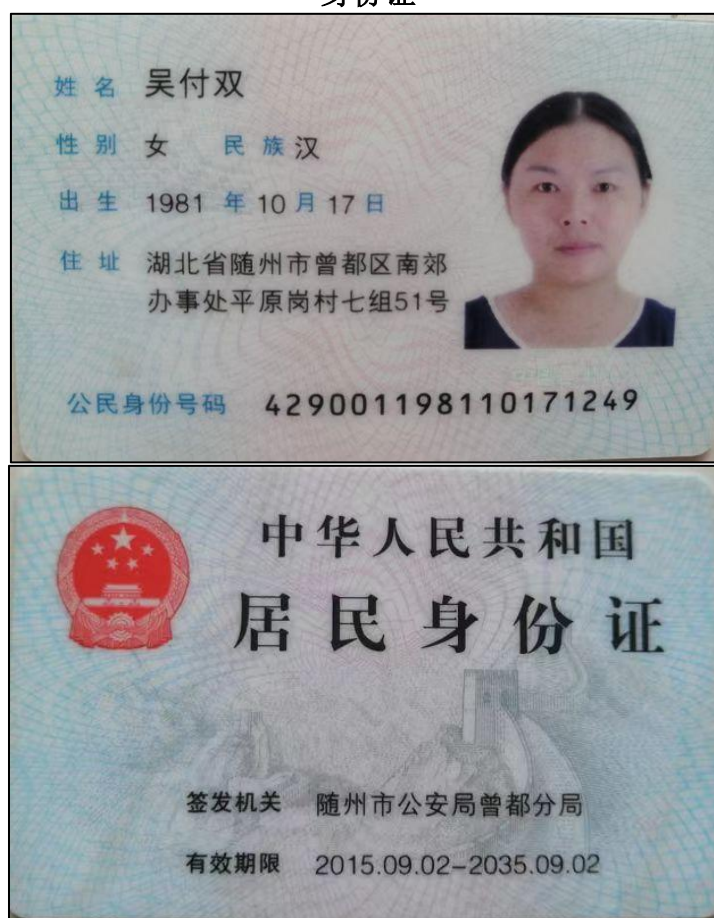 身份证
姓名 吴付双
性别 女 民族 汉
出生 1981 年 10 月 17 日
住址 湖北省随州市曾都区南郊
办事处平原岗村七组51号
公民身份号码 429001198110171249
中华人民共和国
居民身份证
签发机关 随州市公安局曾都分局
有效期限 2015.09.02-2035.09.02